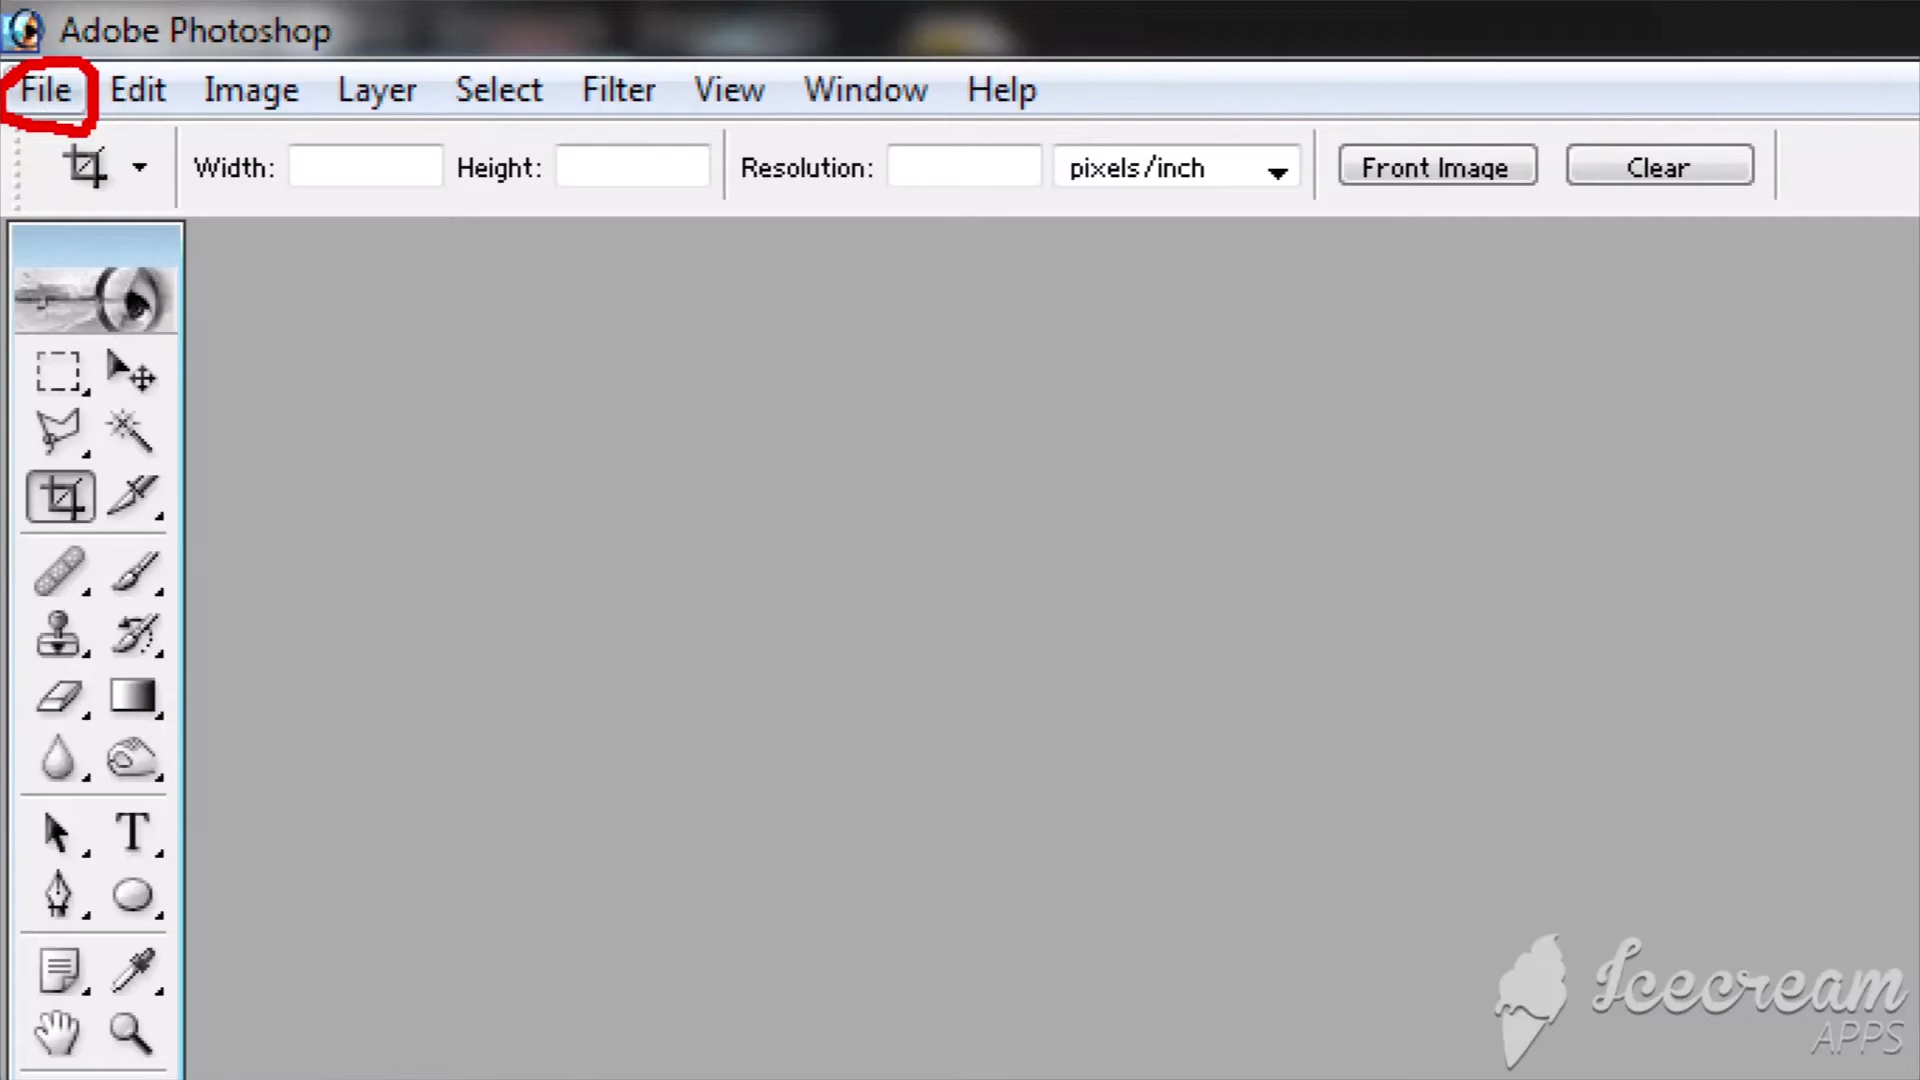 Adobe Photoshop
File Edit Image Layer Select Filter View Window Help
Width: Height: Resolution: pixels/inch Front Image Clear
T
Icecream
APPS